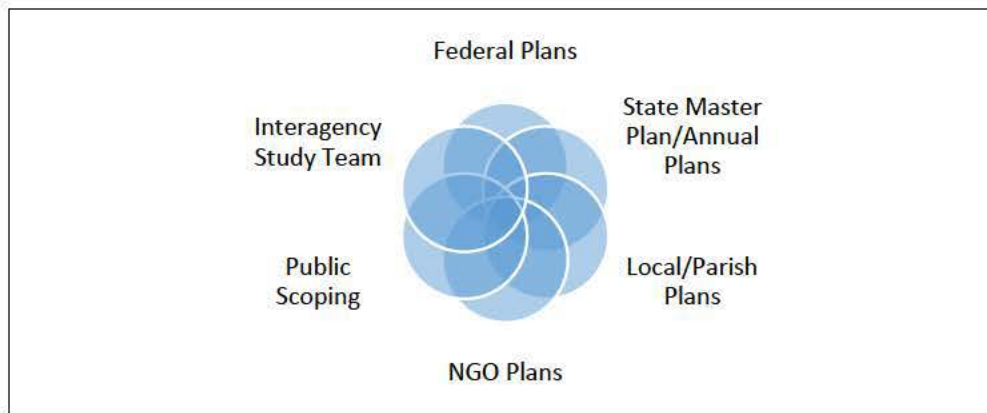 Federal Plans
State Master
Plan/Annual
Plans
Local/Parish
Plans
NGO Plans
Public
Scoping
Interagency
Study Team